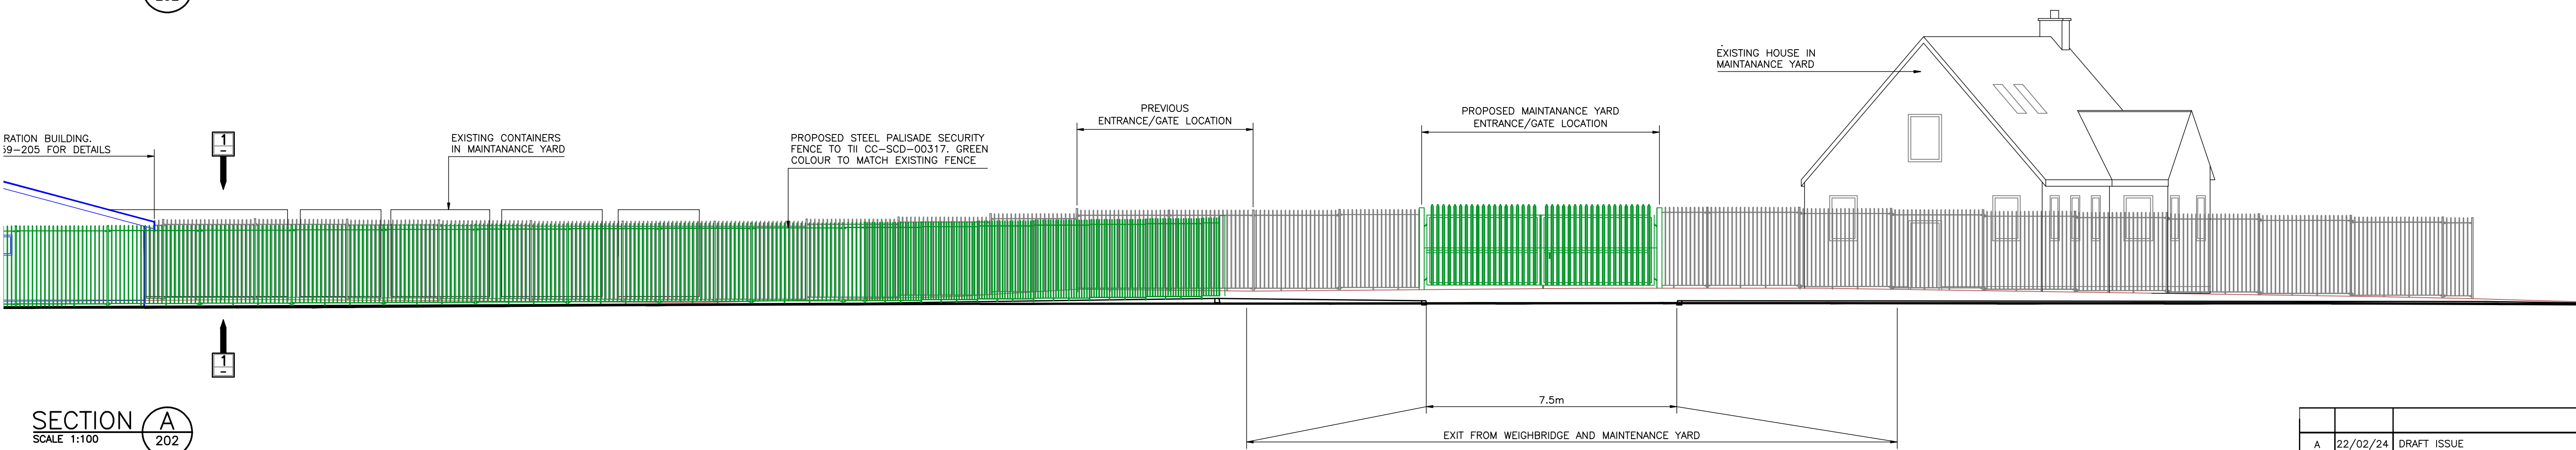 EXISTING HOUSE IN
MAINTANANCE YARD
PREVIOUS
ENTRANCE/GATE LOCATION
PROPOSED MAINTANANCE YARD
ENTRANCE/GATE LOCATION
RATION BUILDING.
59-205 FOR DETAILS
1
-
EXISTING CONTAINERS
IN MAINTANANCE YARD
PROPOSED STEEL PALISADE SECURITY
FENCE TO TII CC-SCD-00317. GREEN
COLOUR TO MATCH EXISTING FENCE
1
-
7.5m
EXIT FROM WEIGHBRIDGE AND MAINTENANCE YARD
SECTION A
SCALE 1:100 202
A 22/02/24 DRAFT ISSUE